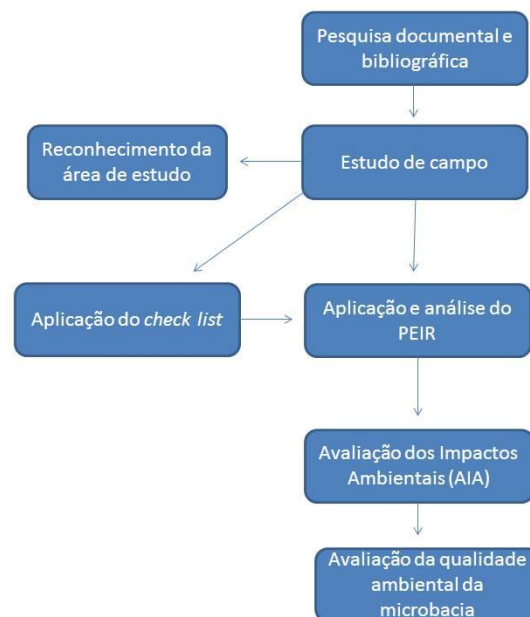 Pesquisa documental e
bibliográfica
Reconhecimento da
área de estudo
Estudo de campo
Aplicação do check list
Aplicação e análise do
PEIR
Avaliação dos Impactos
Ambientais (AIA)
Avaliação da qualidade
ambiental da
microbacia